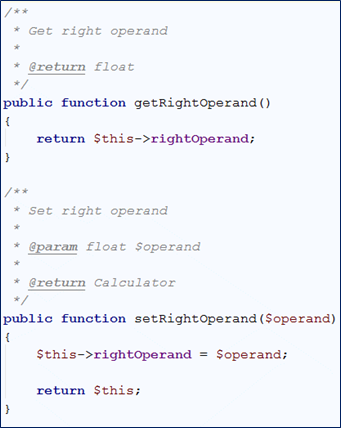 /**
 * Get right operand
 *
 * @return float
 */
public function getRightOperand()
{
    return $this->rightOperand;
}

/**
 * Set right operand
 *
 * @param float $operand
 *
 * @return Calculator
 */
public function setRightOperand($operand)
{
    $this->rightOperand = $operand;

    return $this;
}